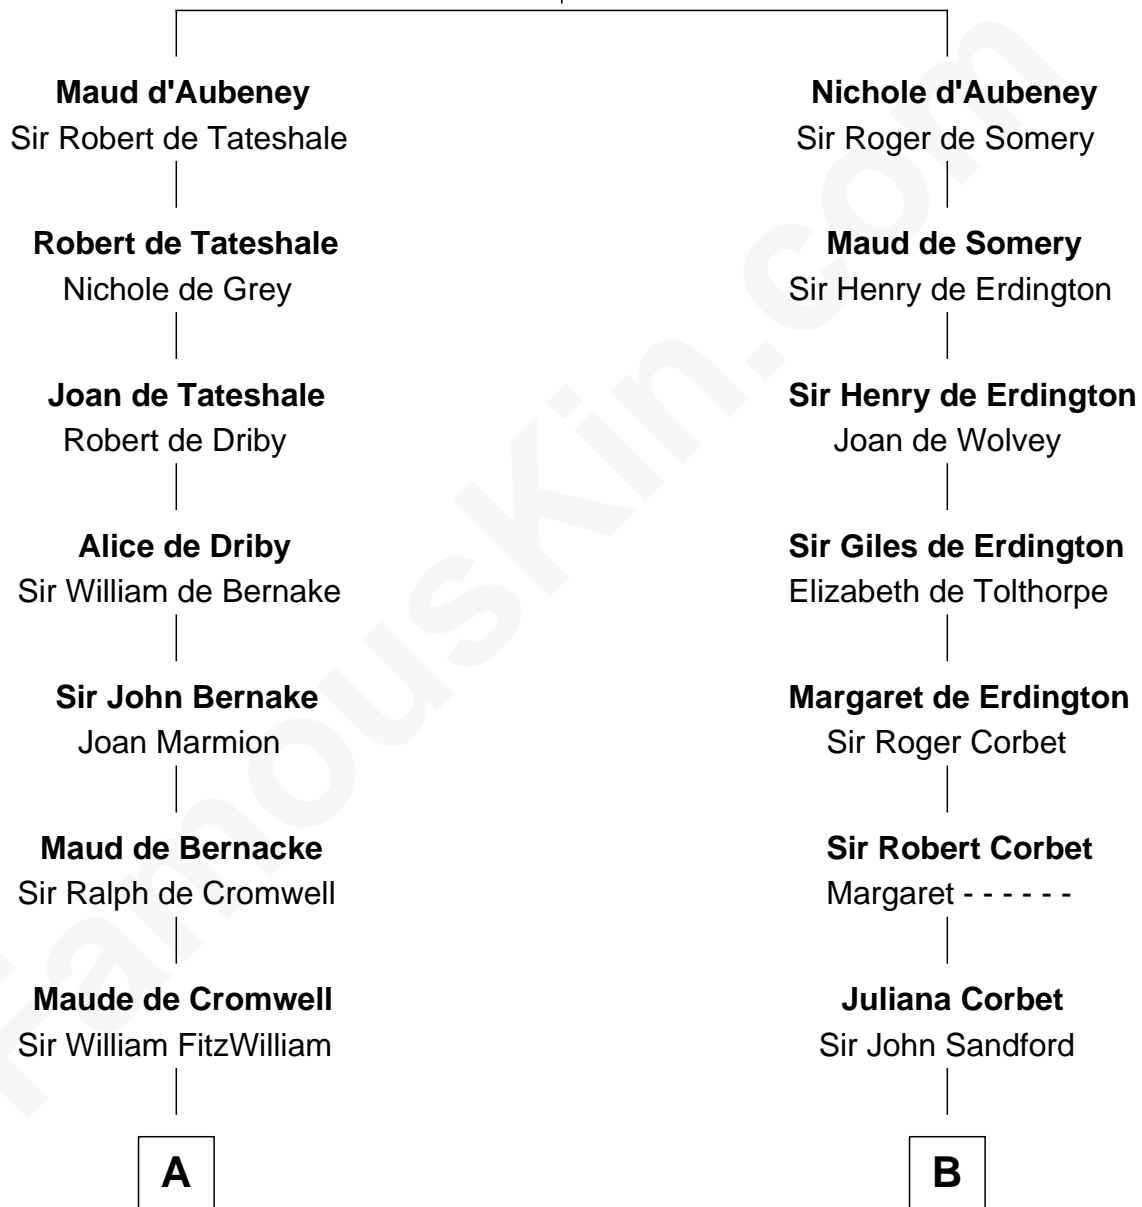 Maud d'Aubeney
Sir Robert de Tateshale
Robert de Tateshale
Nichole de Grey
Joan de Tateshale
Robert de Driby
Alice de Driby
Sir William de Bernake
Sir John Bernake
Joan Marmion
Maud de Bernacke
Sir Ralph de Cromwell
Maude de Cromwell
Sir William FitzWilliam
A
Nichole d'Aubeney
Sir Roger de Somery
Maud de Somery
Sir Henry de Erdington
Sir Henry de Erdington
Joan de Wolvey
Sir Giles de Erdington
Elizabeth de Tolthorpe
Margaret de Erdington
Sir Roger Corbet
Sir Robert Corbet
Margaret - - - - - -
Juliana Corbet
Sir John Sandford
B
FamousKin.com